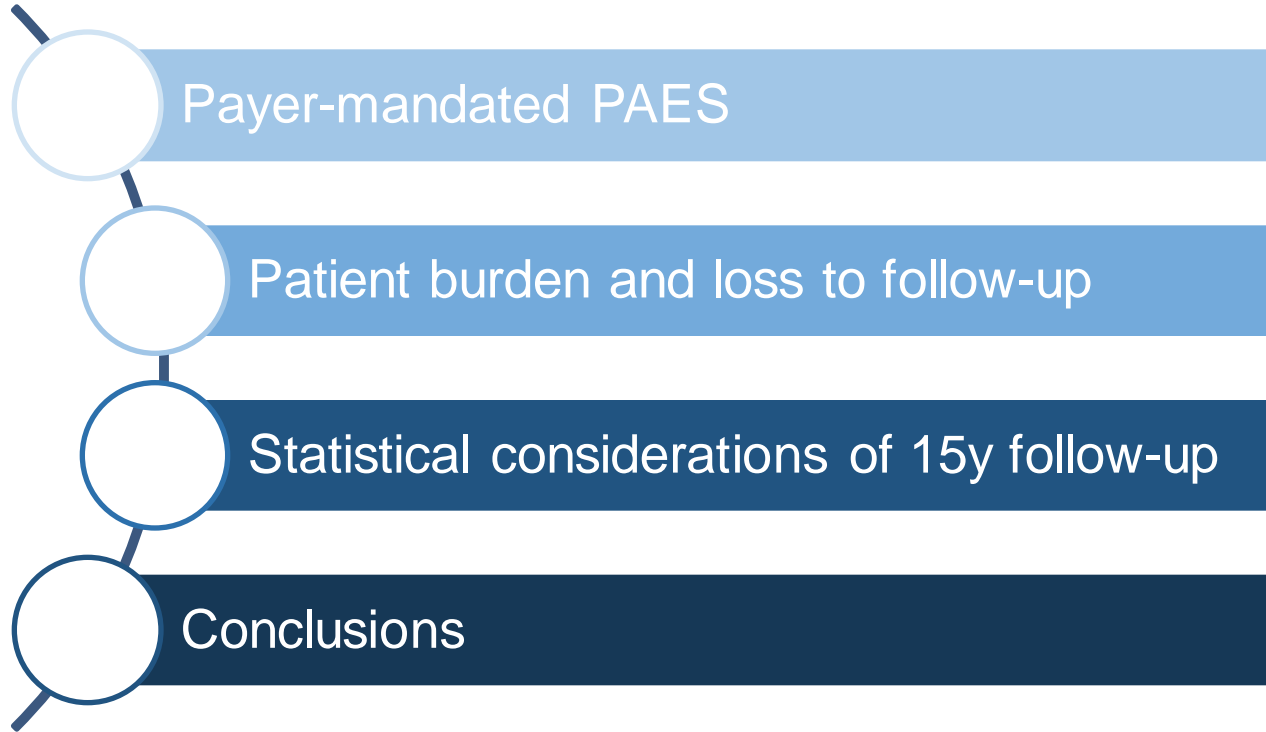 Payer-mandated PAES
Patient burden and loss to follow-up
Statistical considerations of 15y follow-up
Conclusions